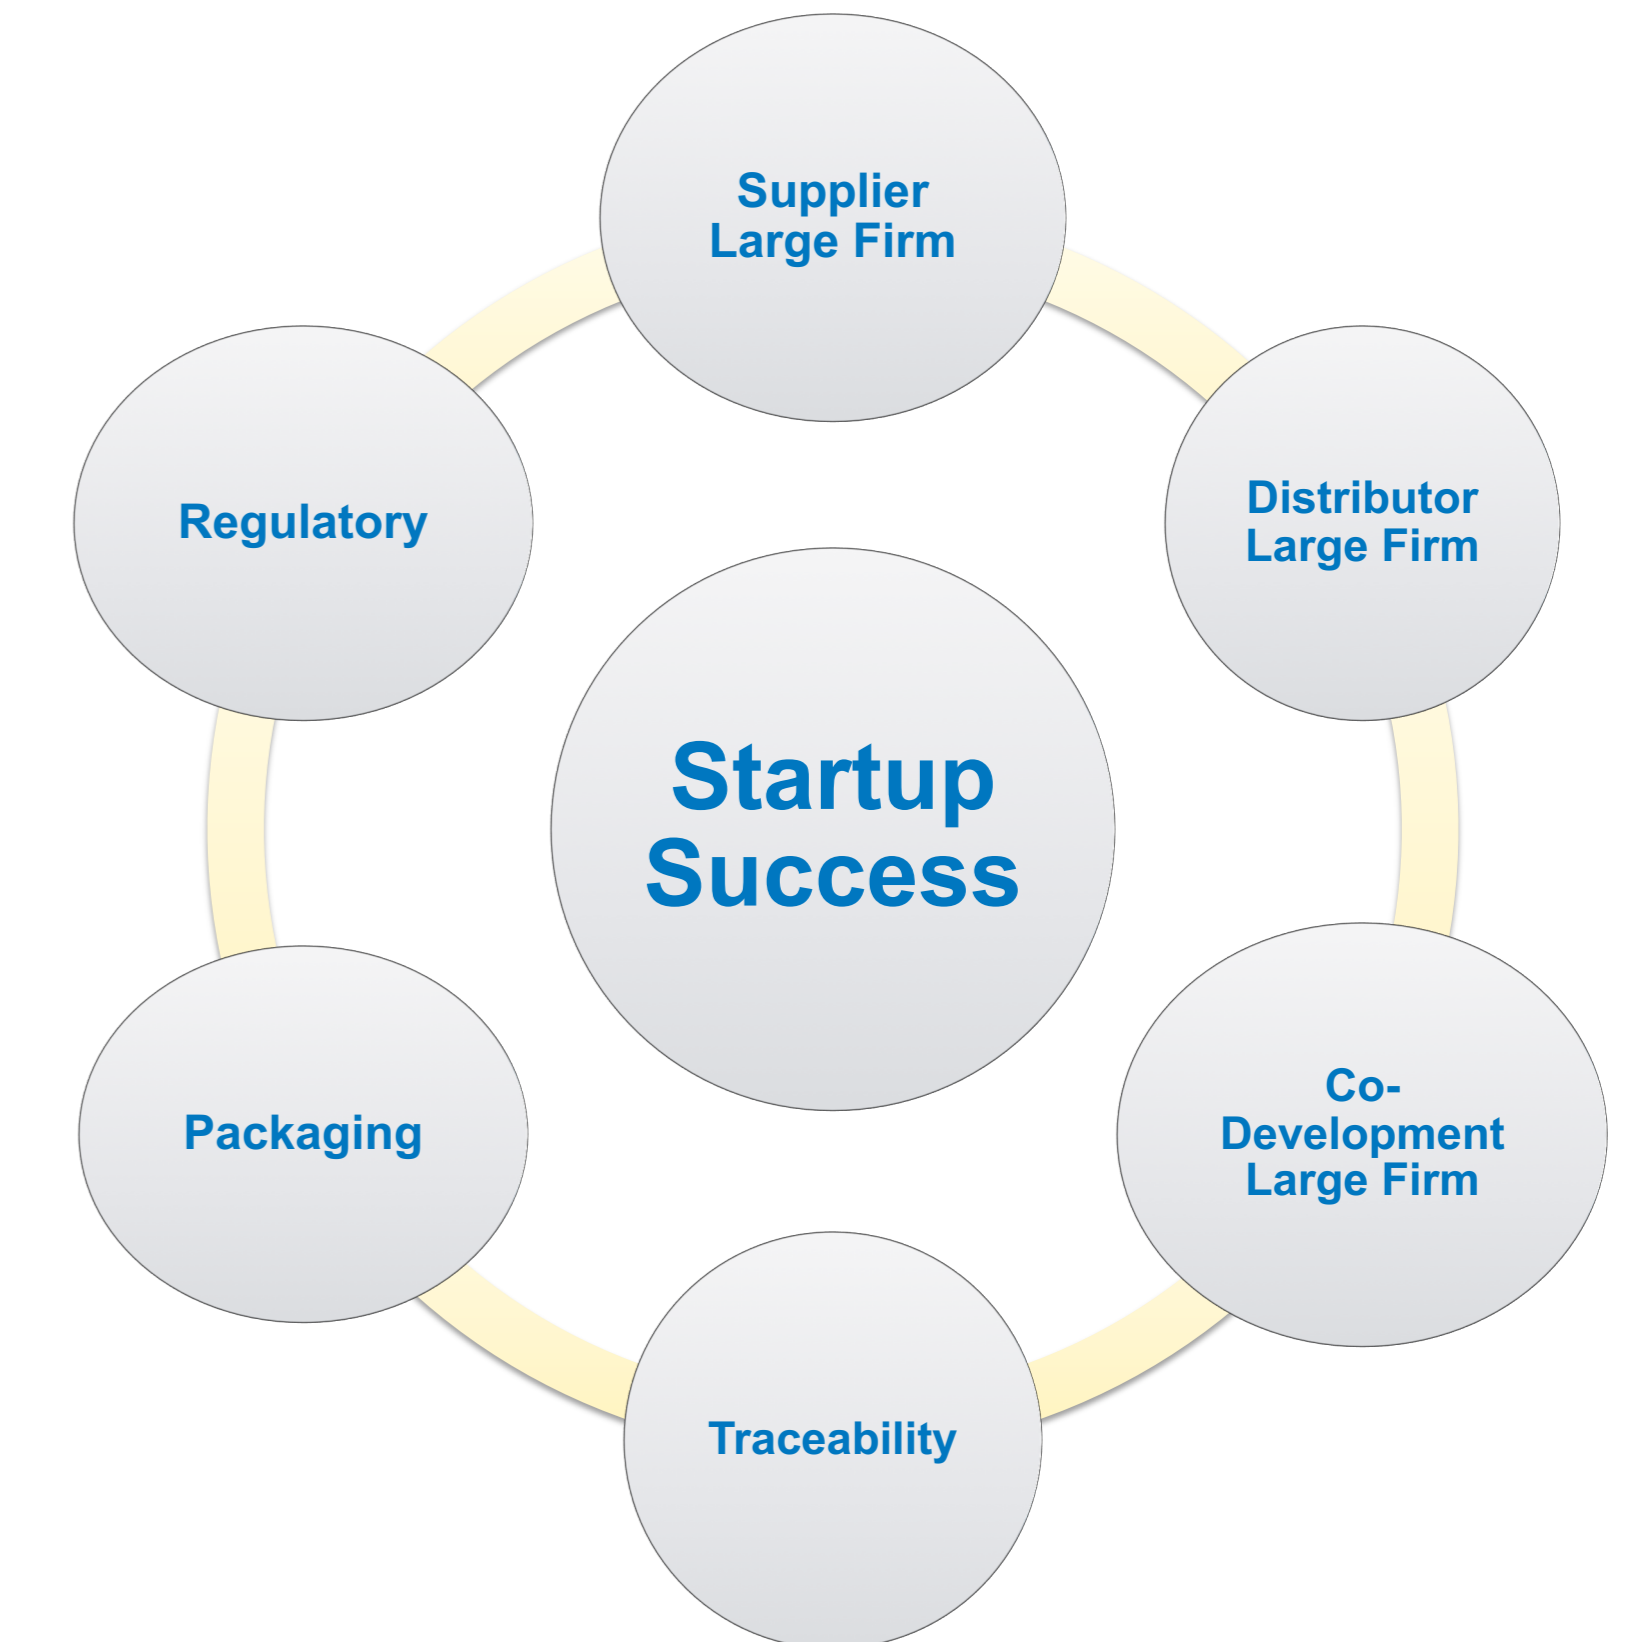 Supplier
Large Firm
Distributor
Large Firm
Regulatory
Startup
Success
Co-
Development
Large Firm
Packaging
Traceability